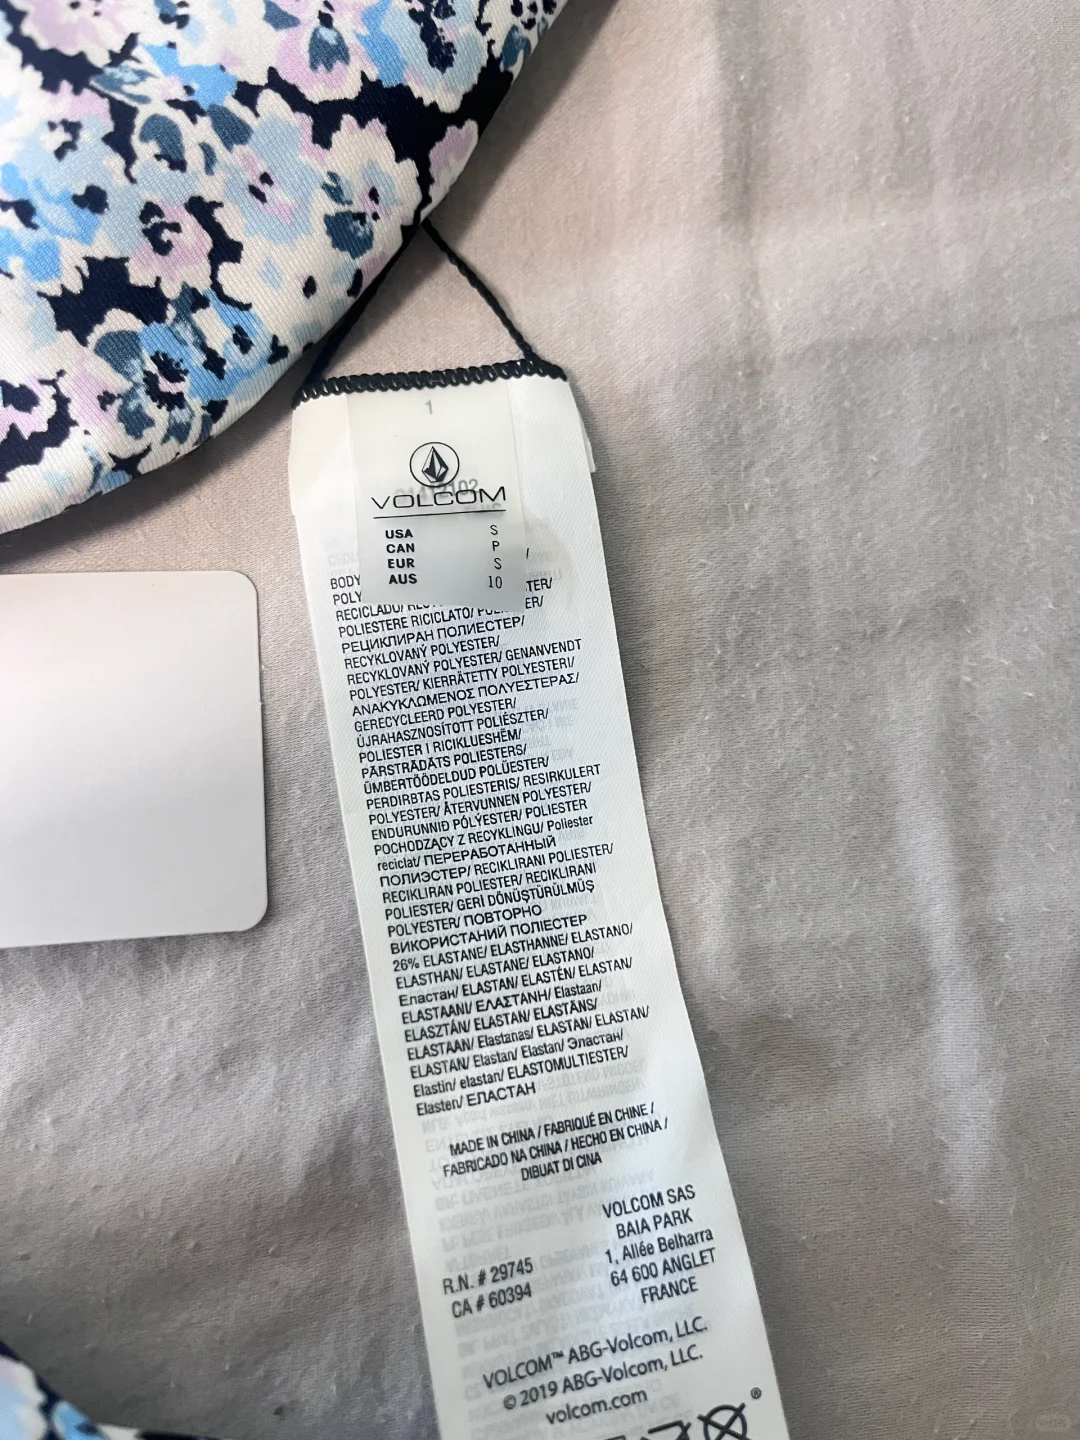 1
VOLCOM
USA S
CAN P
EUR S
AUS 10
BODY
POLY TER/
RECICLADO/ ER/
POLIESTERE RICICLATO/
РЕЦИКЛИРАН ПОЛИЕСТЕР/
RECYKLOVANÝ POLYESTER/
RECYKLOVANÝ POLYESTER/ GENANVENDT
POLYESTER/ KIERRÄTETTY POLYESTERI/
ΑΝΑΚΥΚΛΩΜΕΝΟΣ ΠΟΛΥΕΣΤΕΡΑΣ/
GERECYCLEERD POLYESTER/
ÚJRAHASZNOSÍTOTT POLIÉSZTER/
POLIESTER I RICIKLUESHËM/
PĀRSTRĀDĀTS POLIESTERS/
ÜMBERTÖÖDELDUD POLÜESTER/
PERDIRBTAS POLIESTERIS/ RESIRKULERT
POLYESTER/ ÅTERVUNNEN POLYESTER/
ENDURUNNIÐ PÓLÝESTER/ POLIESTER
POCHODZĄCY Z RECYKLINGU/ Poliester
reciclat/ ПЕРЕРАБОТАННЫЙ
ПОЛИЭСТЕР/ RECIKLIRANI POLIESTER/
RECIKLIRAN POLIESTER/ RECIKLIRANI
POLIESTER/ GERİ DÖNÜŞTÜRÜLMÜŞ
POLYESTER/ ПОВТОРНО
ВИКОРИСТАНИЙ ПОЛІЕСТЕР
26% ELASTANE/ ELASTHANNE/ ELASTANO/
ELASTHAN/ ELASTANE/ ELASTANO/
Еластан/ ELASTAN/ ELASTÉN/ ELASTAN/
ELASTAANI/ ΕΛΑΣΤΑΝΗ/ Elastaan/
ELASZTÁN/ ELASTAN/ ELASTĀNS/
ELASTAAN/ Elastanas/ ELASTAN/ ELASTAN/
ELASTAN/ Elastan/ Elastan/ Эластан/
Elastin/ elastan/ ELASTOMULTIESTER/
Elasten/ ЕЛАСТАН
MADE IN CHINA / FABRIQUÉ EN CHINE /
FABRICADO NA CHINA / HECHO EN CHINA /
DIBUAT DI CINA
R.N. # 29745
CA # 60394
VOLCOM SAS
BAIA PARK
1, Allée Belharra
64 600 ANGLET
FRANCE
VOLCOM™ ABG-Volcom, LLC.
© 2019 ABG-Volcom, LLC.
volcom.com
®